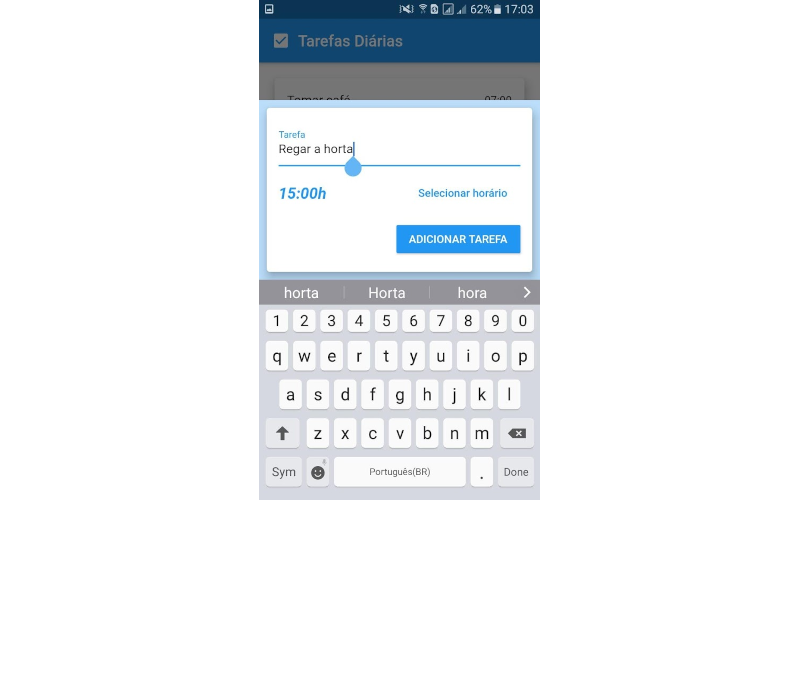 62% 17:03
Tarefas Diárias
Tomar café 07:00
Tarefa
Regar a horta
15:00h Selecionar horário
ADICIONAR TAREFA
horta Horta hora
1 2 3 4 5 6 7 8 9 0
q w e r t y u i o p
a s d f g h j k l
z x c v b n m
Sym Português(BR) . Done